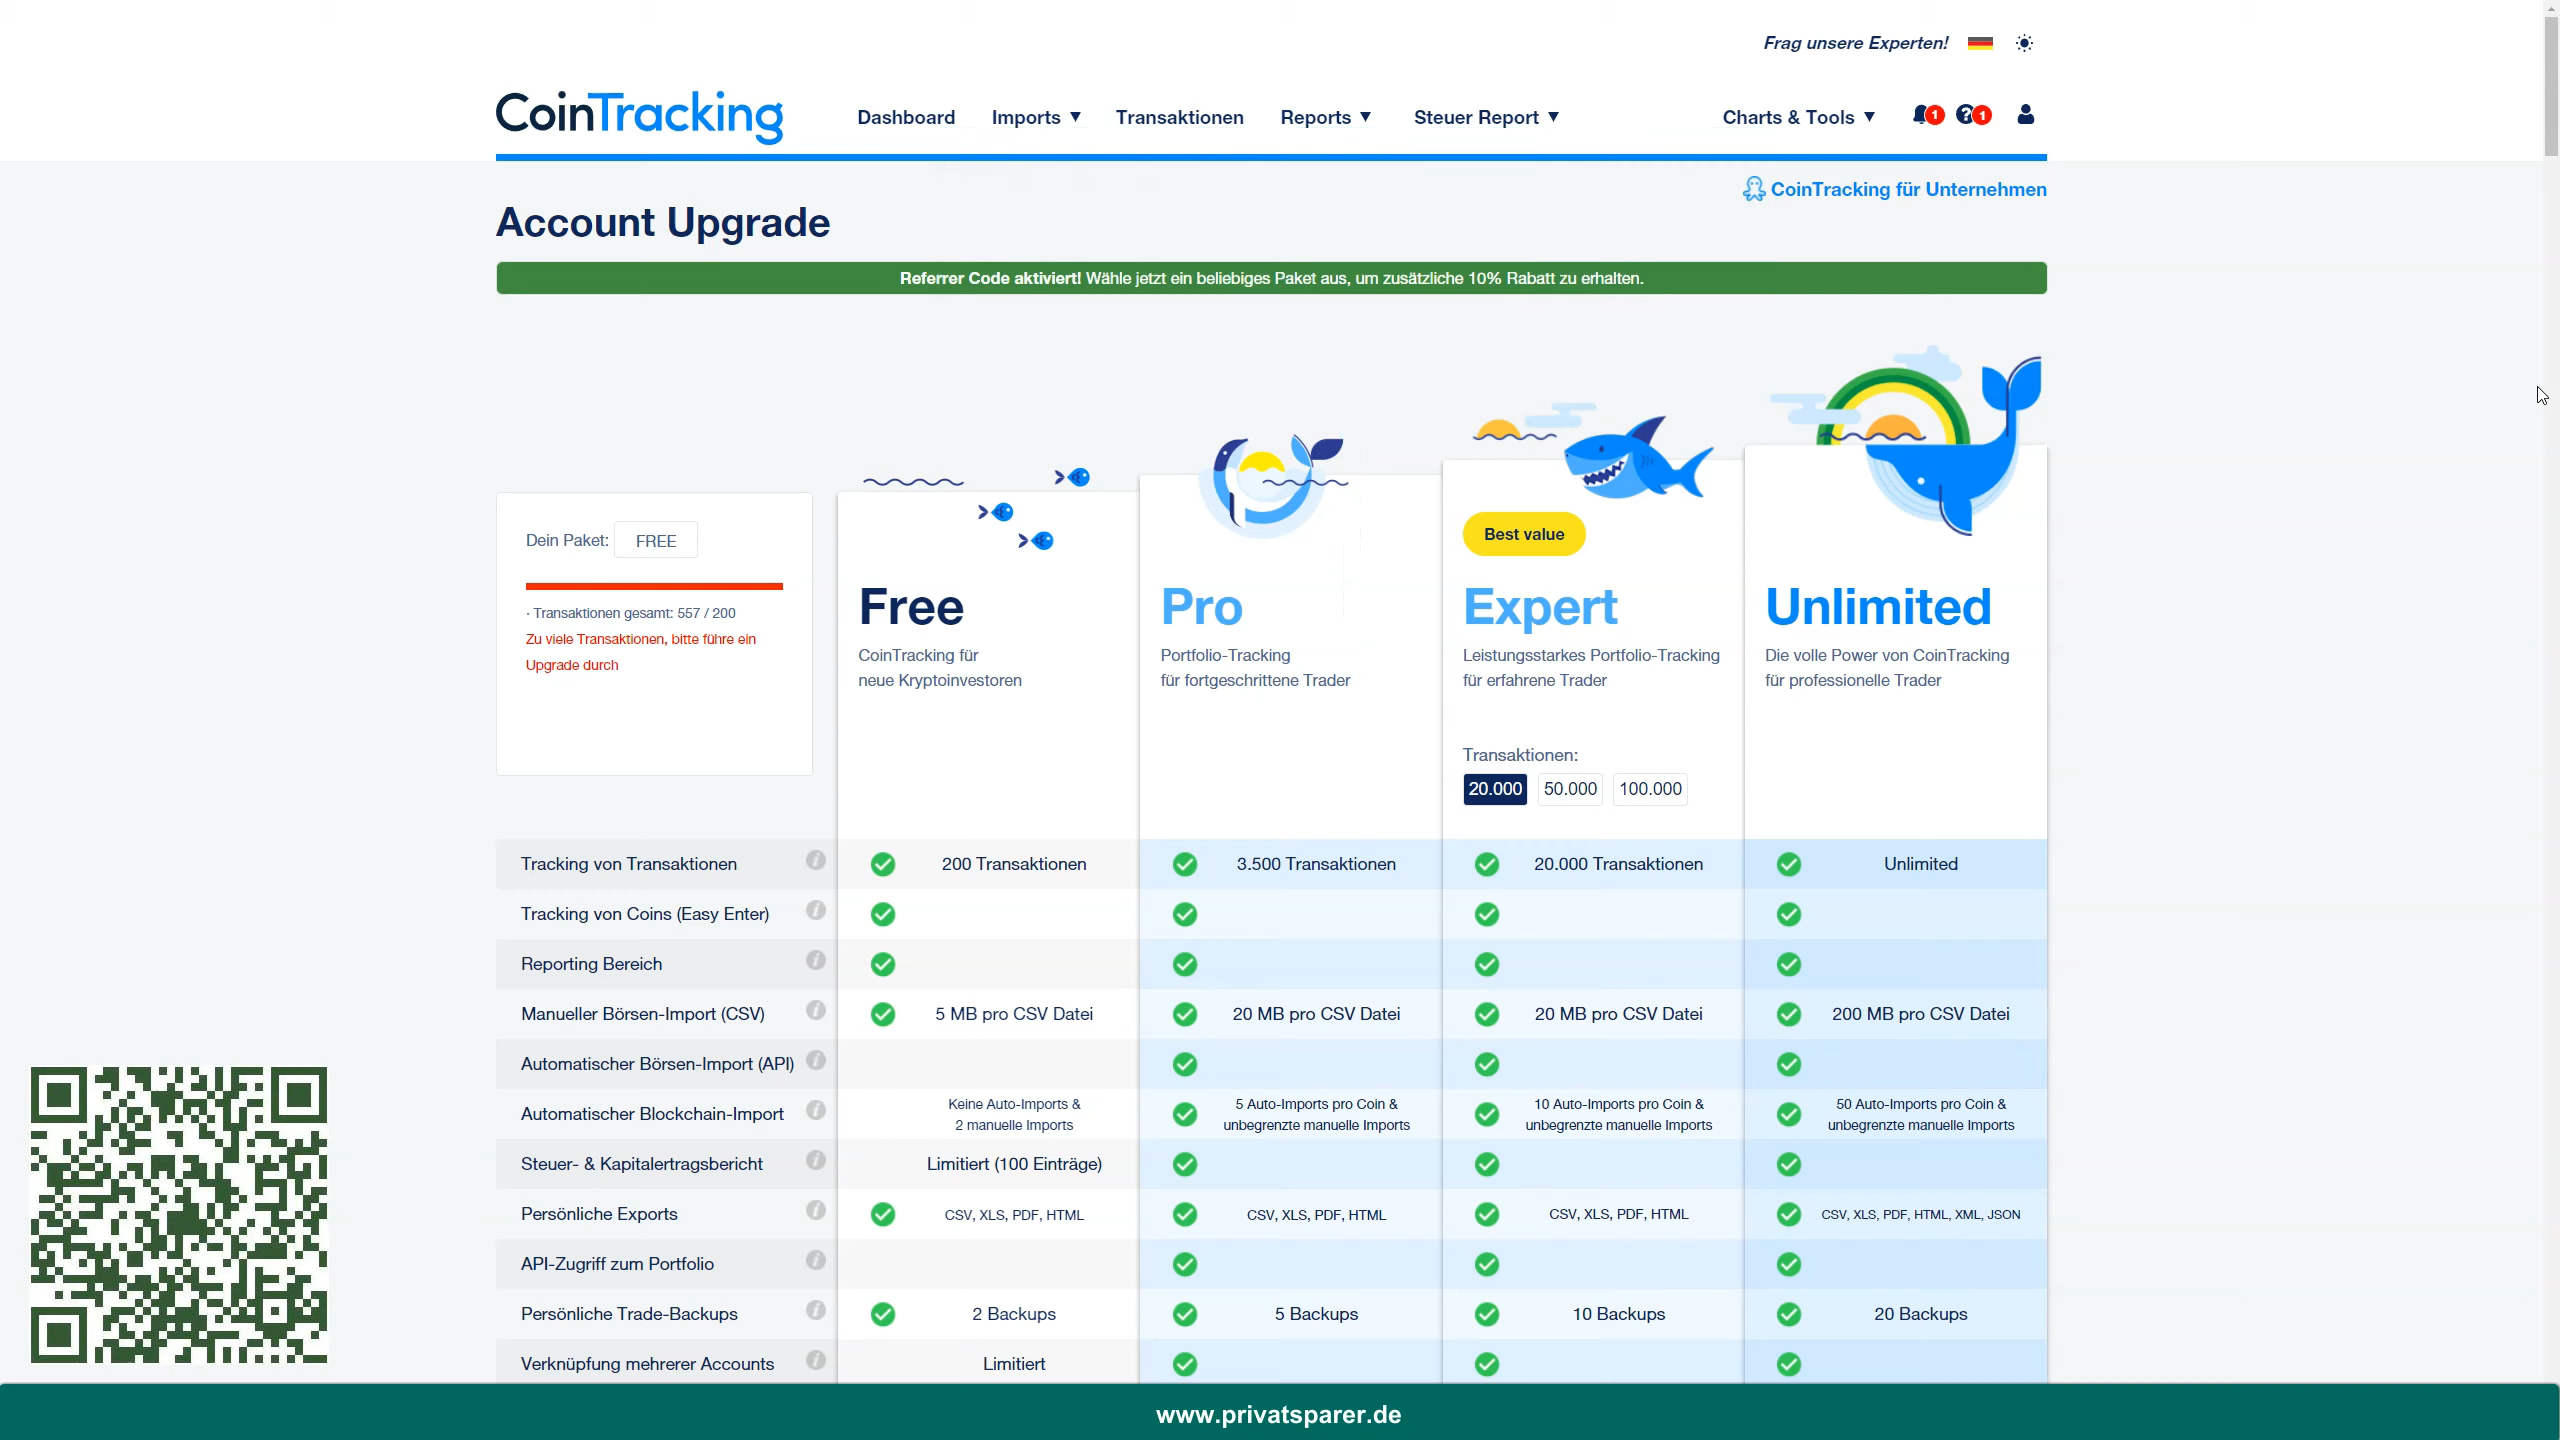 Frag unsere Experten!
CoinTracking
Dashboard Imports ▼ Transaktionen Reports ▼ Steuer Report ▼ Charts & Tools ▼ 1 1
CoinTracking für Unternehmen
Account Upgrade
Referrer Code aktiviert! Wähle jetzt ein beliebiges Paket aus, um zusätzliche 10% Rabatt zu erhalten.
Dein Paket: FREE
· Transaktionen gesamt: 557 / 200
Zu viele Transaktionen, bitte führe ein
Upgrade durch
Free
CoinTracking für
neue Kryptoinvestoren
Pro
Portfolio-Tracking
für fortgeschrittene Trader
Best value
Expert
Leistungsstarkes Portfolio-Tracking
für erfahrene Trader
Transaktionen:
20.000 50.000 100.000
Unlimited
Die volle Power von CoinTracking
für professionelle Trader
Tracking von Transaktionen 200 Transaktionen 3.500 Transaktionen 20.000 Transaktionen Unlimited
Tracking von Coins (Easy Enter)
Reporting Bereich
Manueller Börsen-Import (CSV) 5 MB pro CSV Datei 20 MB pro CSV Datei 20 MB pro CSV Datei 200 MB pro CSV Datei
Automatischer Börsen-Import (API)
Automatischer Blockchain-Import
Keine Auto-Imports &
2 manuelle Imports
5 Auto-Imports pro Coin &
unbegrenzte manuelle Imports
10 Auto-Imports pro Coin &
unbegrenzte manuelle Imports
50 Auto-Imports pro Coin &
unbegrenzte manuelle Imports
Steuer- & Kapitalertragsbericht Limitiert (100 Einträge)
Persönliche Exports CSV, XLS, PDF, HTML CSV, XLS, PDF, HTML CSV, XLS, PDF, HTML CSV, XLS, PDF, HTML, XML, JSON
API-Zugriff zum Portfolio
Persönliche Trade-Backups 2 Backups 5 Backups 10 Backups 20 Backups
Verknüpfung mehrerer Accounts Limitiert
www.privatsparer.de